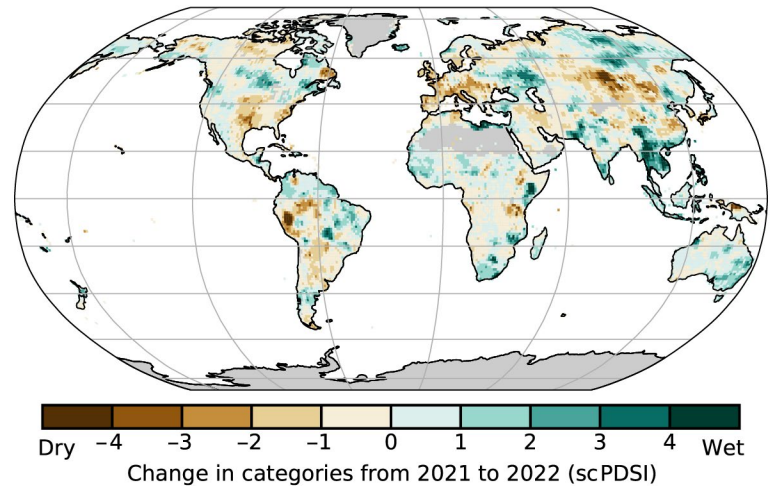 Dry −4 −3 −2 −1 0 1 2 3 4 Wet
Change in categories from 2021 to 2022 (scPDSI)